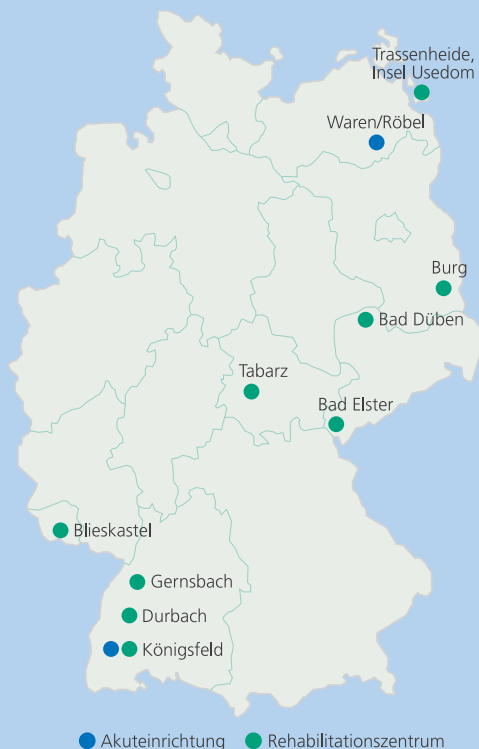 Trassenheide,
Insel Usedom
Waren/Röbel
Burg
Bad Düben
Tabarz
Bad Elster
Blieskastel
Gernsbach
Durbach
Königsfeld
Akuteinrichtung Rehabilitationszentrum